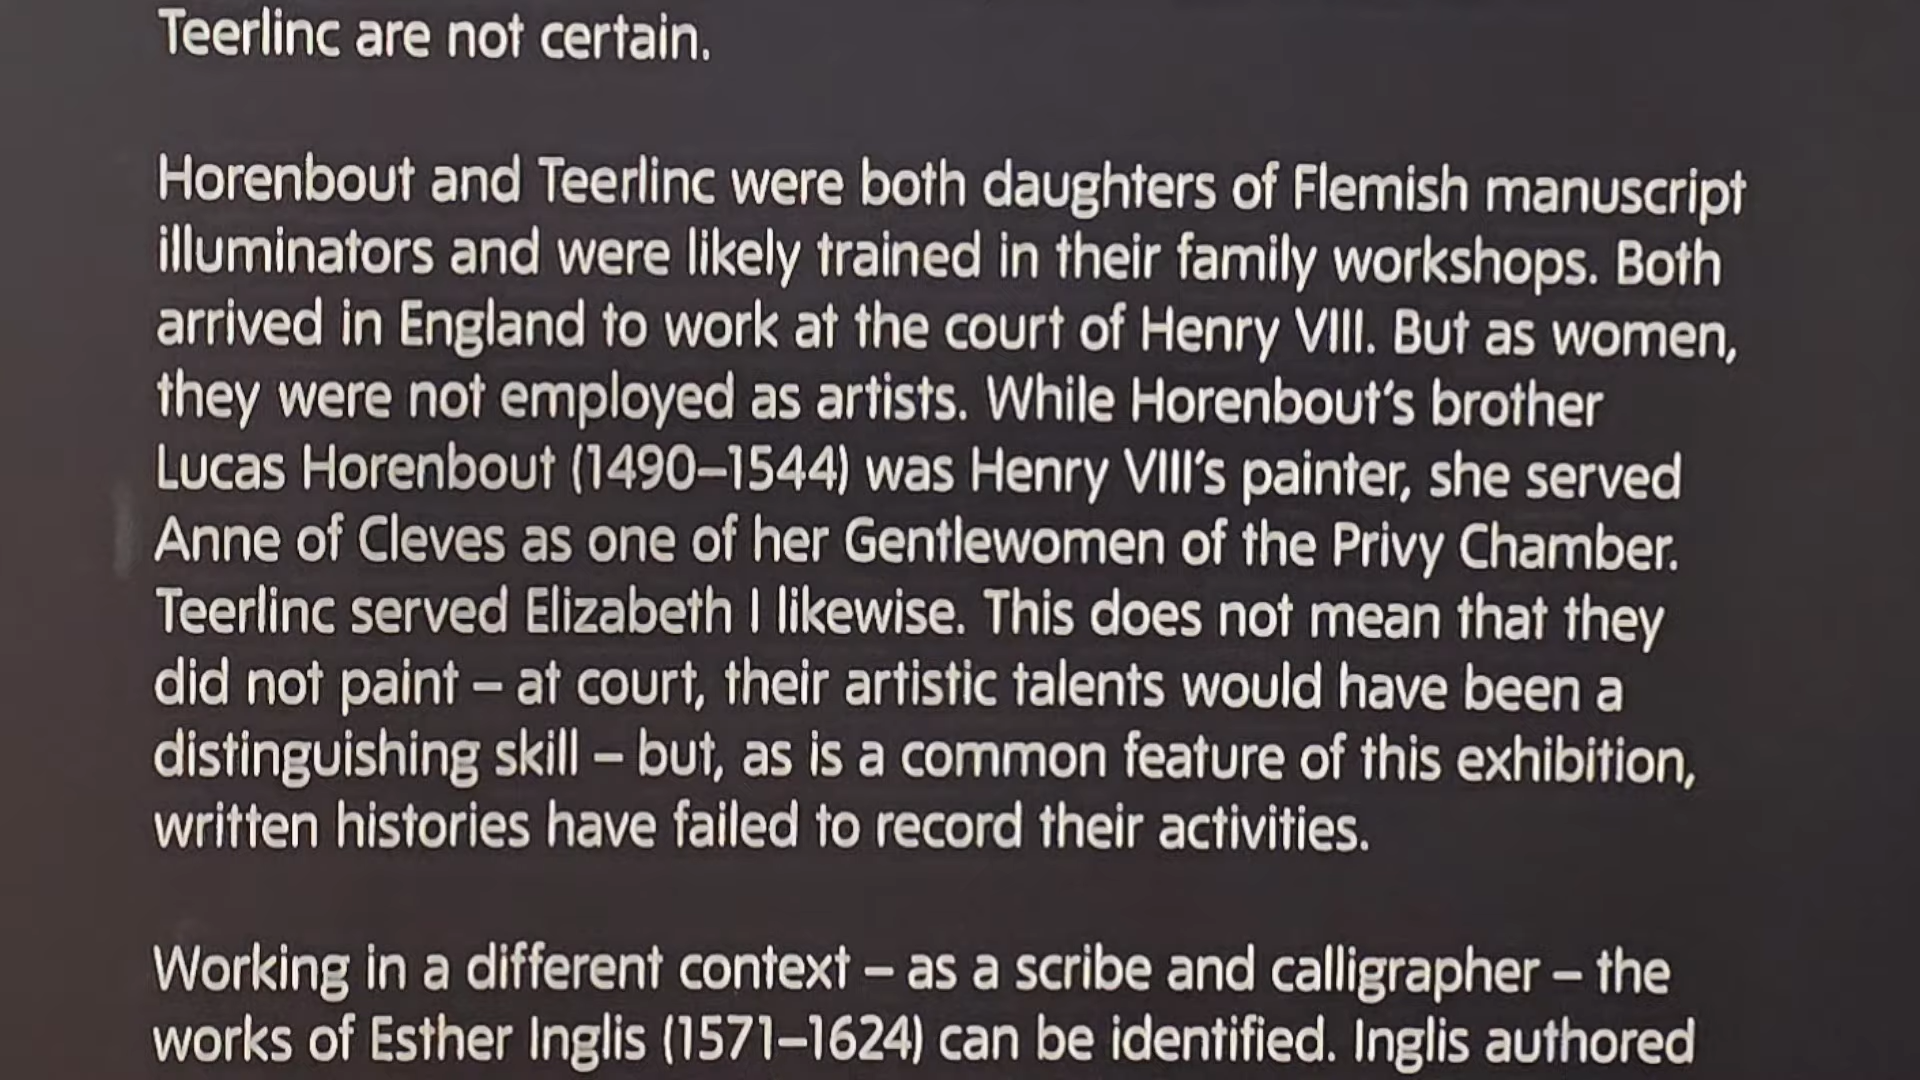 Teerlinc are not certain.
Horenbout and Teerlinc were both daughters of Flemish manuscript
illuminators and were likely trained in their family workshops. Both
arrived in England to work at the court of Henry VIII. But as women,
they were not employed as artists. While Horenbout's brother
Lucas Horenbout (1490–1544) was Henry VIII's painter, she served
Anne of Cleves as one of her Gentlewomen of the Privy Chamber.
Teerlinc served Elizabeth I likewise. This does not mean that they
did not paint – at court, their artistic talents would have been a
distinguishing skill – but, as is a common feature of this exhibition,
written histories have failed to record their activities.
Working in a different context – as a scribe and calligrapher – the
works of Esther Inglis (1571–1624) can be identified. Inglis authored